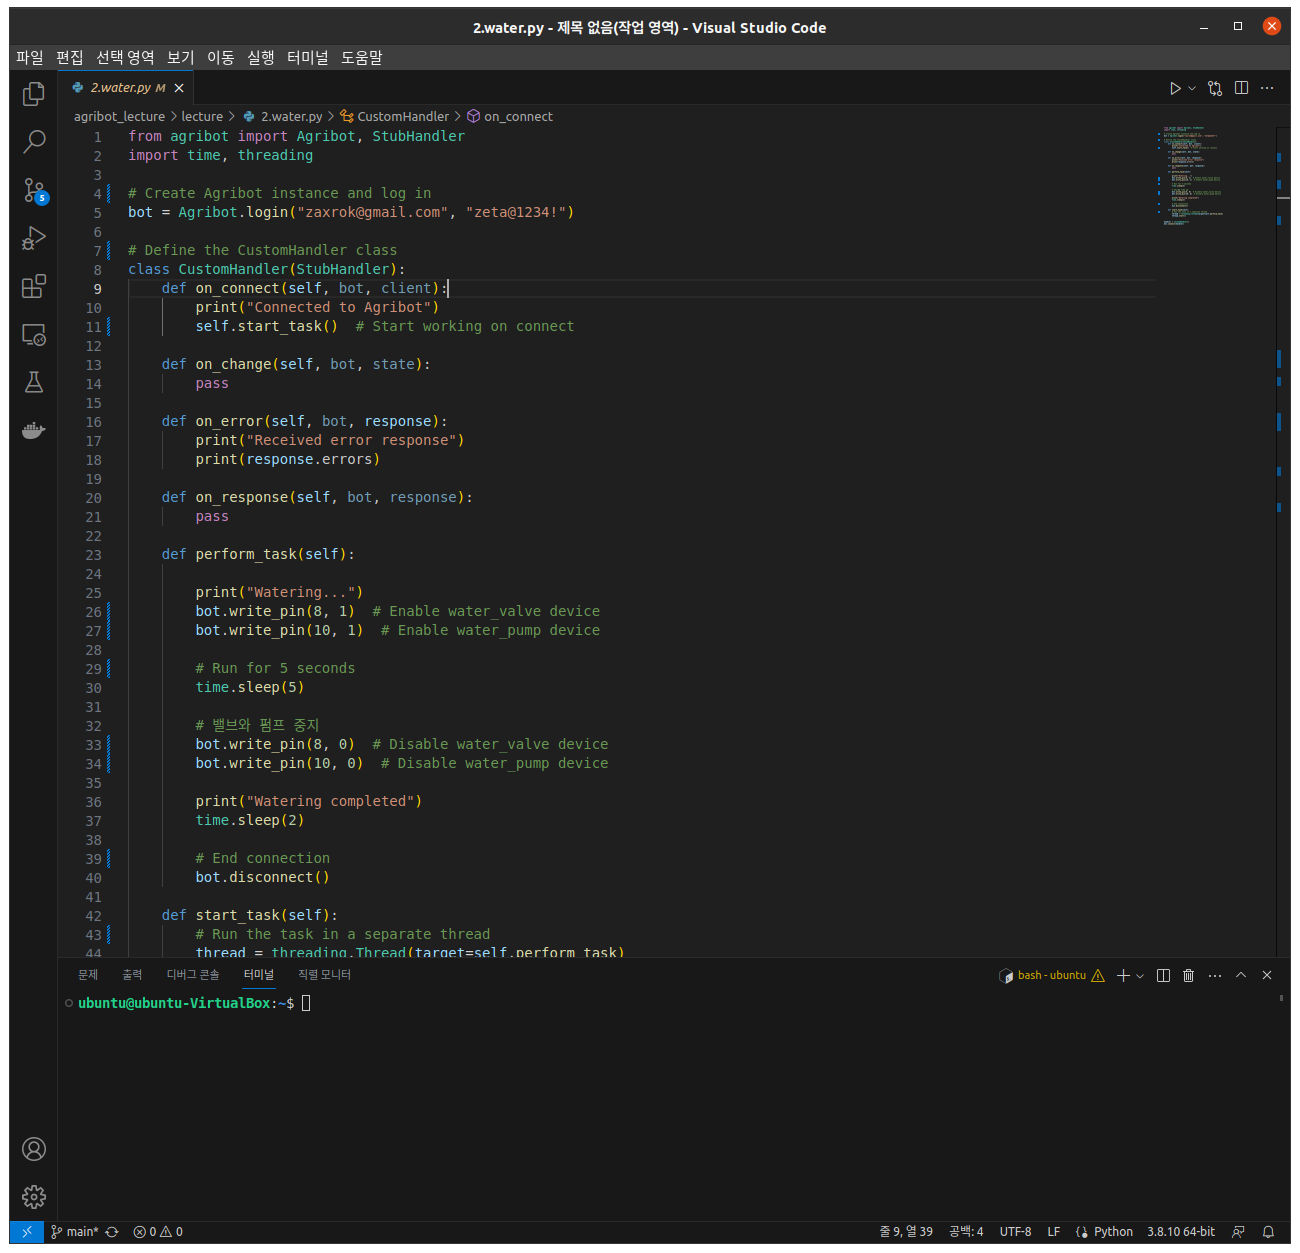 2.water.py - 제목 없음(작업 영역) - Visual Studio Code
파일 편집 선택 영역 보기 이동 실행 터미널 도움말
2.water.py M
agribot_lecture > lecture > 2.water.py > CustomHandler > on_connect
1 from agribot import Agribot, StubHandler
2 import time, threading
3
4 # Create Agribot instance and log in
5 bot = Agribot.login("zaxrok@gmail.com", "zeta@1234!")
6
7 # Define the CustomHandler class
8 class CustomHandler(StubHandler):
9 def on_connect(self, bot, client):
10 print("Connected to Agribot")
11 self.start_task()  # Start working on connect
12
13 def on_change(self, bot, state):
14 pass
15
16 def on_error(self, bot, response):
17 print("Received error response")
18 print(response.errors)
19
20 def on_response(self, bot, response):
21 pass
22
23 def perform_task(self):
24
25 print("Watering...")
26 bot.write_pin(8, 1)  # Enable water_valve device
27 bot.write_pin(10, 1)  # Enable water_pump device
28
29 # Run for 5 seconds
30 time.sleep(5)
31
32 # 밸브와 펌프 중지
33 bot.write_pin(8, 0)  # Disable water_valve device
34 bot.write_pin(10, 0)  # Disable water_pump device
35
36 print("Watering completed")
37 time.sleep(2)
38
39 # End connection
40 bot.disconnect()
41
42 def start_task(self):
43 # Run the task in a separate thread
44 thread = threading.Thread(target=self.perform_task)
5
문제 출력 디버그 콘솔 터미널 직렬 모니터
bash - ubuntu
ubuntu@ubuntu-VirtualBox:~$
main* 0 0 줄 9, 열 39 공백: 4 UTF-8 LF Python 3.8.10 64-bit